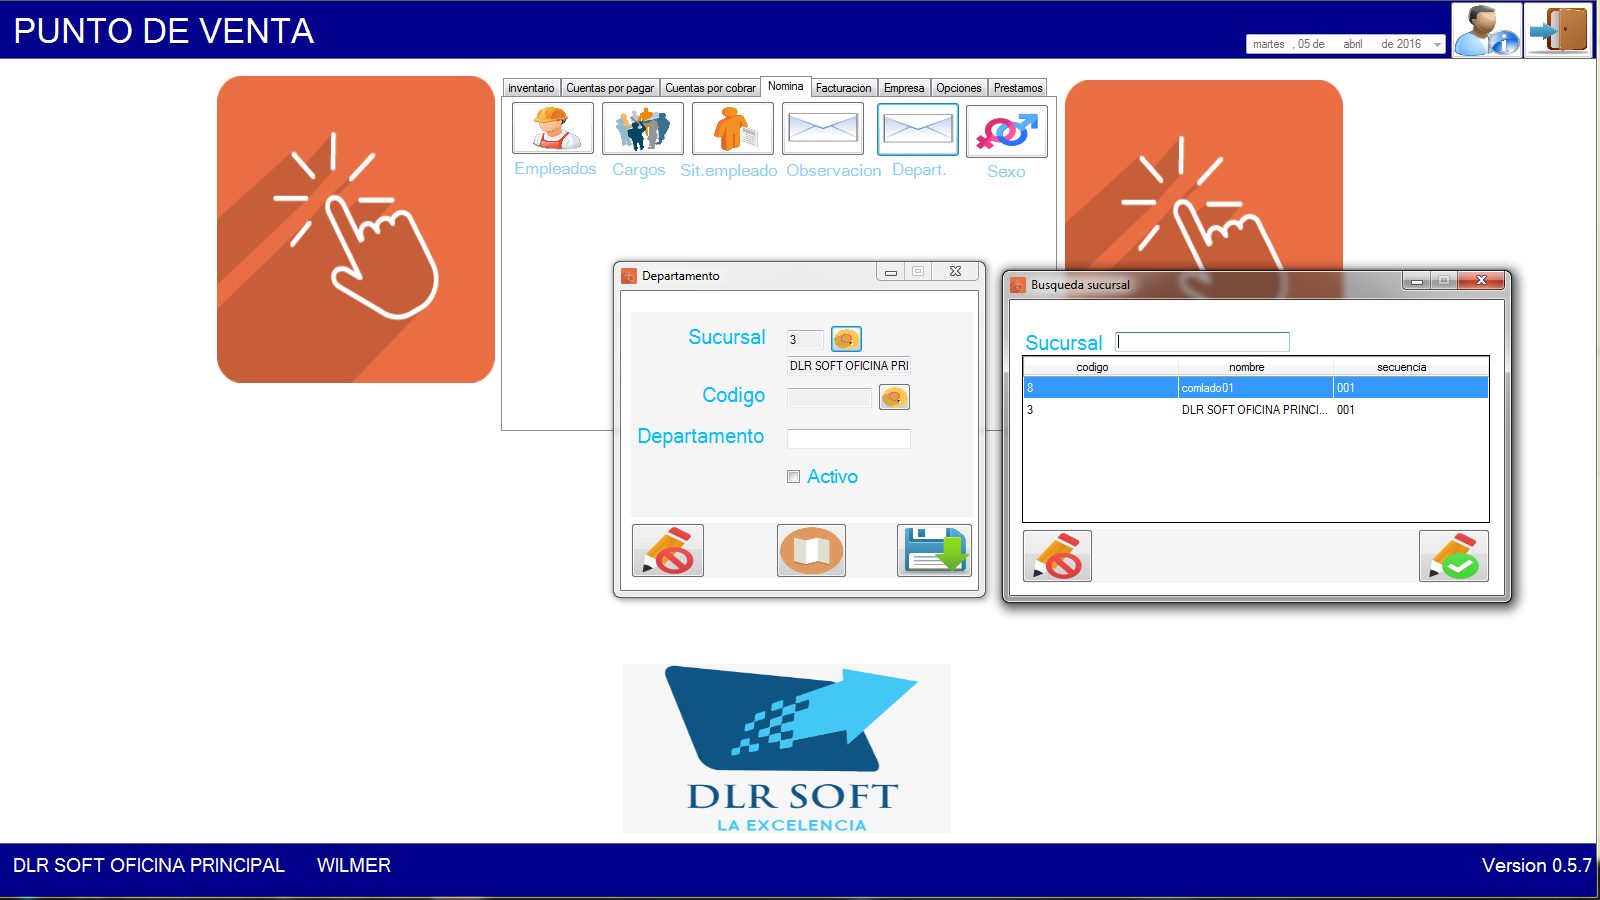 PUNTO DE VENTA
martes , 05 de abril de 2016
inventario Cuentas por pagar Cuentas por cobrar Nomina Facturacion Empresa Opciones Prestamos
Empleados Cargos Sit.empleado Observacion Depart. Sexo
Departamento
Sucursal 3
DLR SOFT OFICINA PRI
Codigo
Departamento
Activo
Busqueda sucursal
Sucursal
codigo nombre secuencia
8 comlado01 001
3 DLR SOFT OFICINA PRINCI... 001
DLR SOFT
LA EXCELENCIA
DLR SOFT OFICINA PRINCIPAL WILMER Version 0.5.7